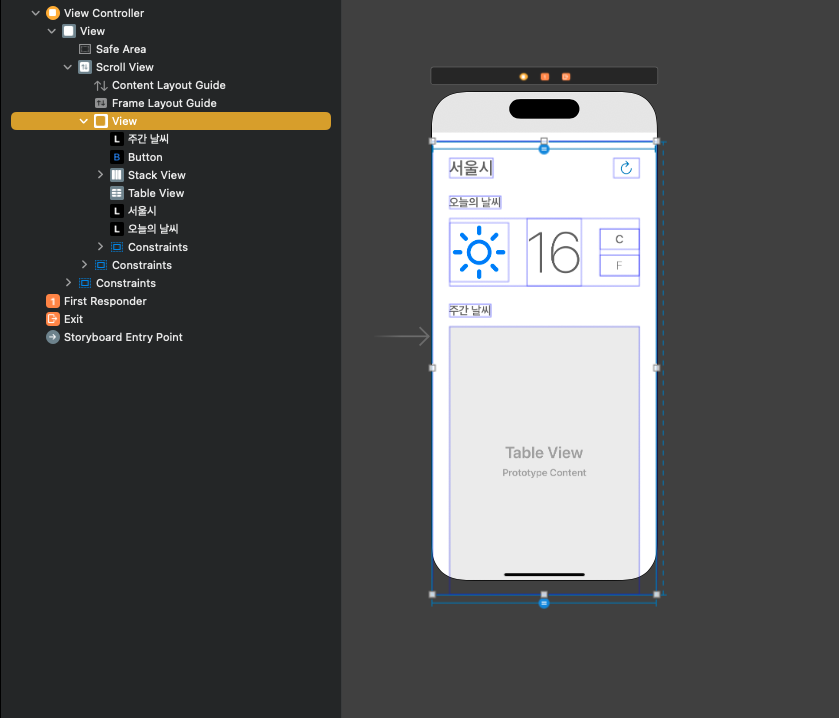 View Controller
View
Safe Area
Scroll View
Content Layout Guide
Frame Layout Guide
View
L 주간 날씨
B Button
Stack View
Table View
L 서울시
L 오늘의 날씨
Constraints
Constraints
Constraints
1 First Responder
Exit
Storyboard Entry Point
서울시
오늘의 날씨
16
C
F
주간 날씨
Table View
Prototype Content